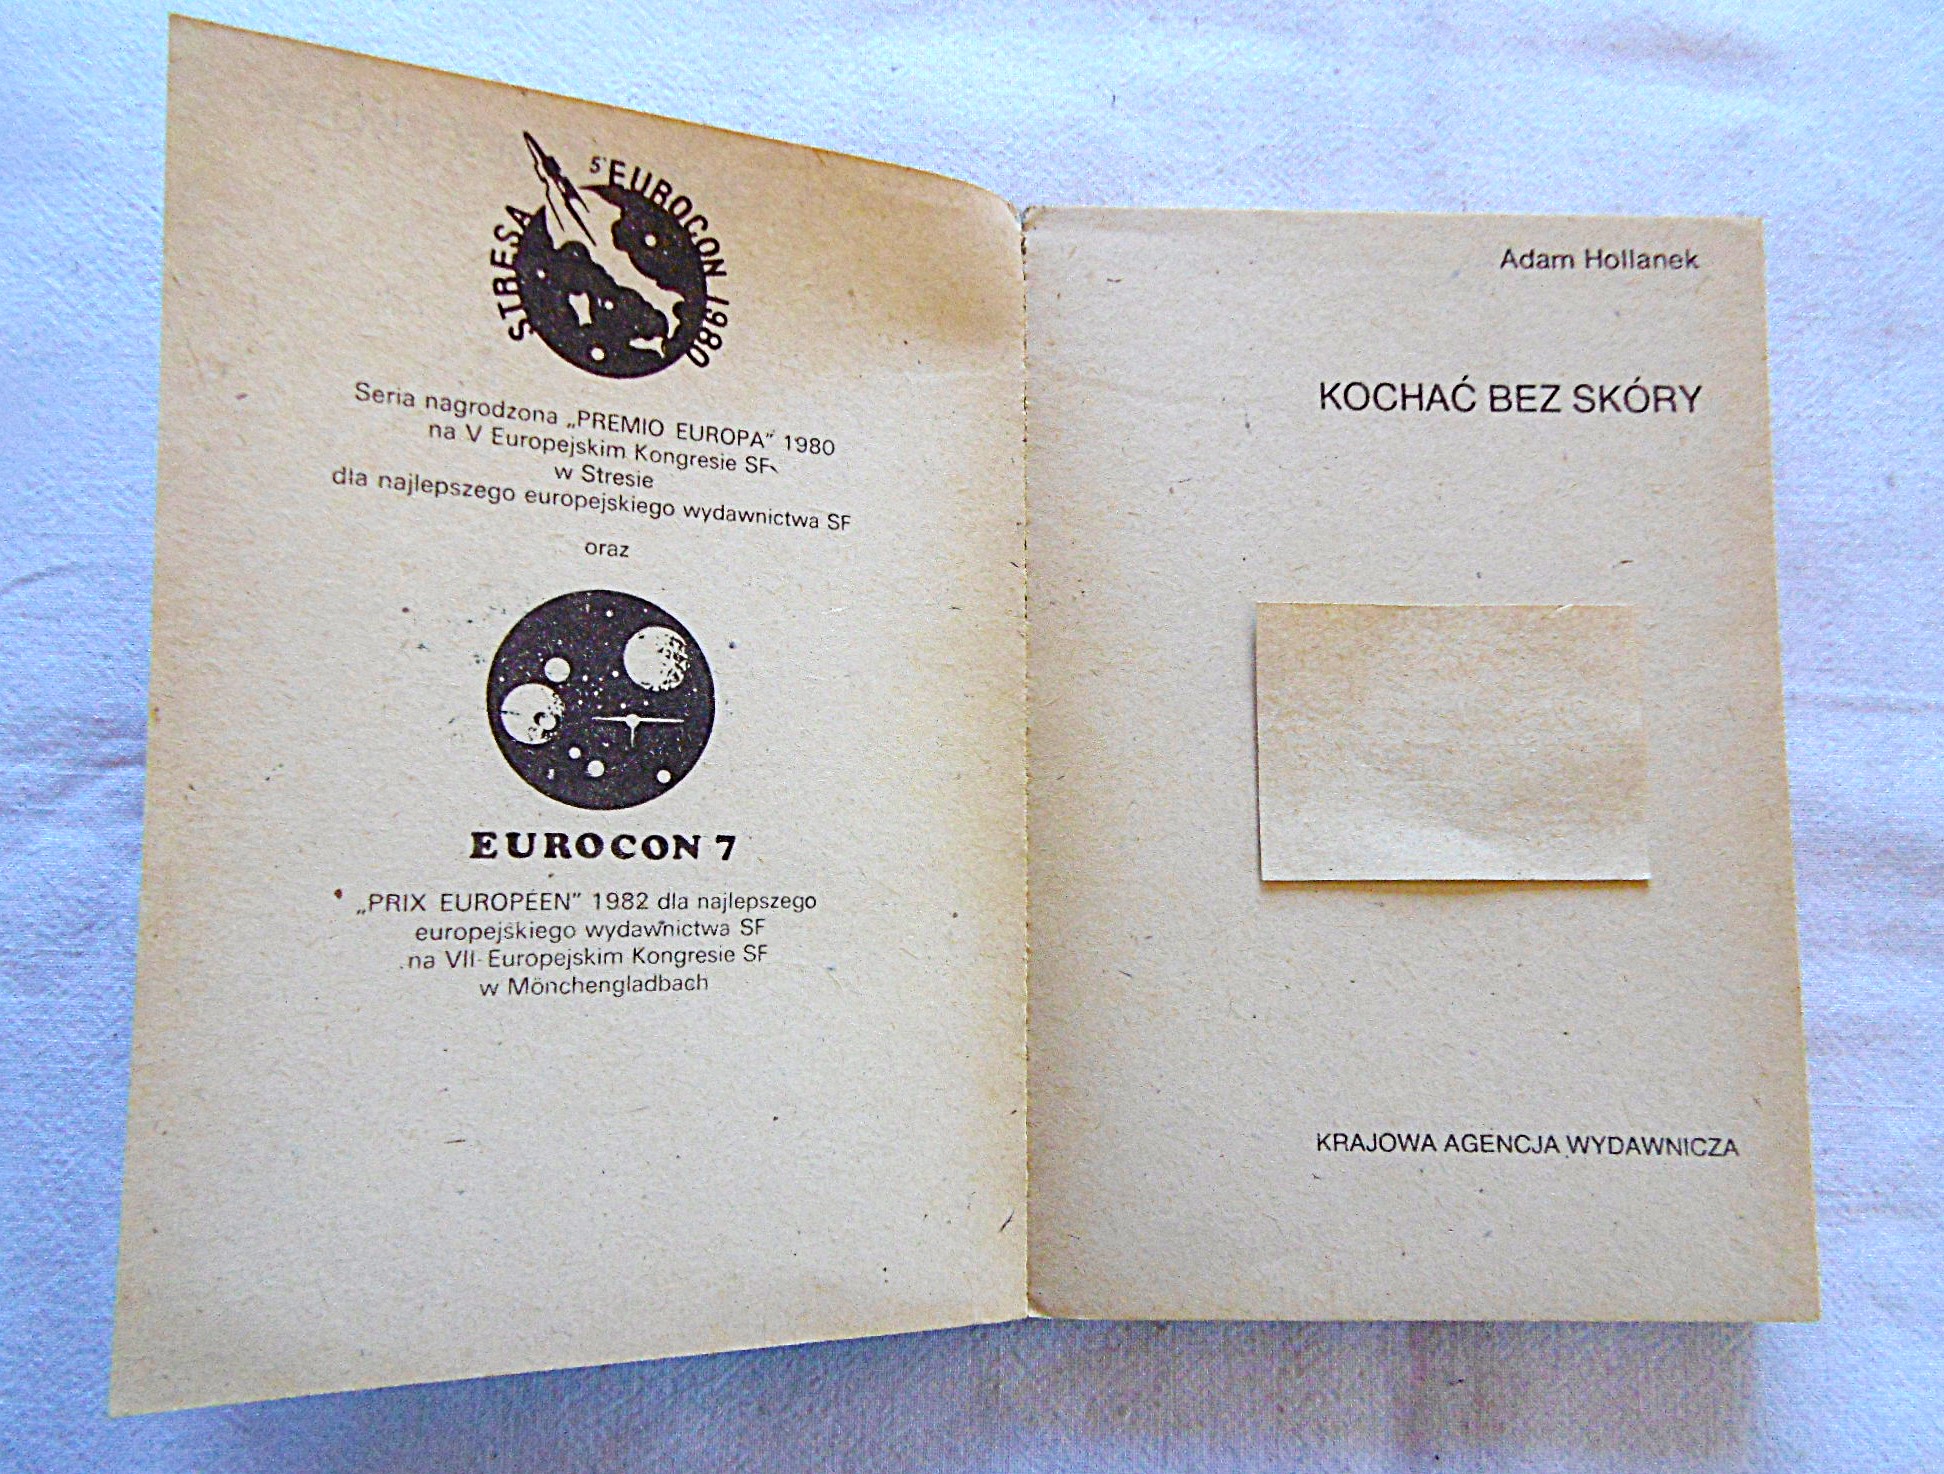 STRESA 5° EUROCON 1980
Seria nagrodzona „PREMIO EUROPA” 1980
na V Europejskim Kongresie SF
w Stresie
dla najlepszego europejskiego wydawnictwa SF
oraz
EUROCON 7
„PRIX EUROPÉEN” 1982 dla najlepszego
europejskiego wydawnictwa SF
na VII Europejskim Kongresie SF
w Mönchengladbach
Adam Hollanek
KOCHAĆ BEZ SKÓRY
KRAJOWA AGENCJA WYDAWNICZA